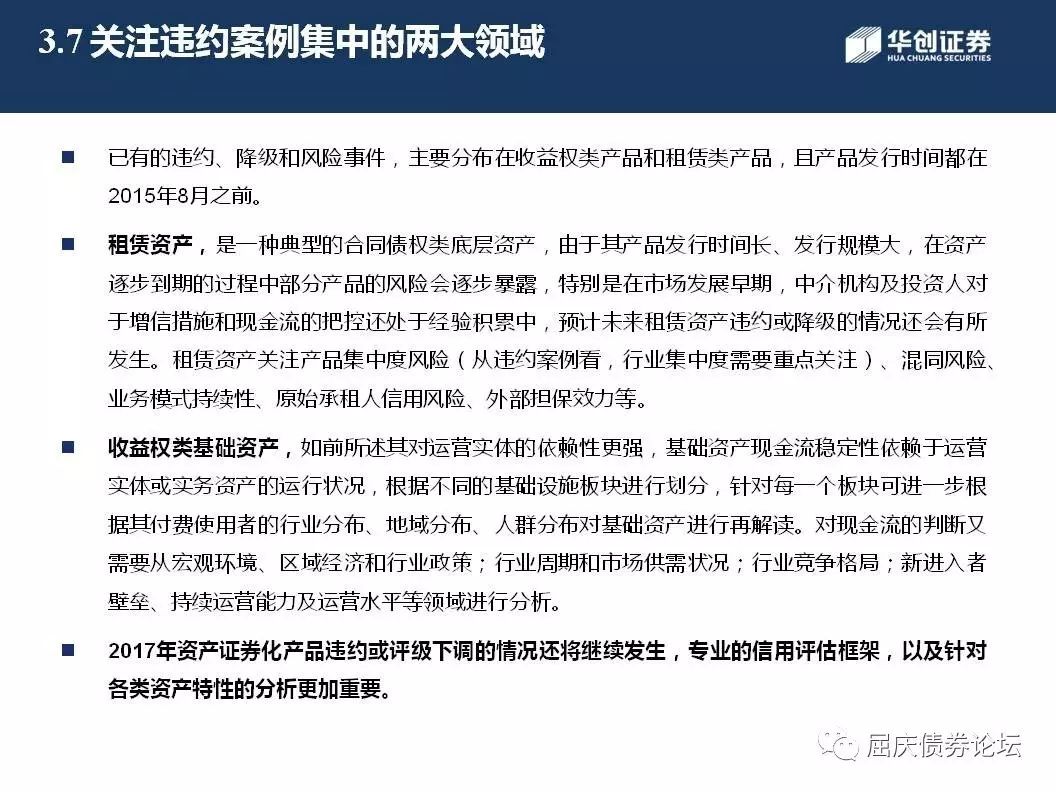 3.7 关注违约案例集中的两大领域
华创证券
HUA CHUANG SECURITIES
■ 已有的违约、降级和风险事件，主要分布在收益权类产品和租赁类产品，且产品发行时间都在
2015年8月之前。
■ 租赁资产，是一种典型的合同债权类底层资产，由于其产品发行时间长、发行规模大，在资产
逐步到期的过程中部分产品的风险会逐步暴露，特别是在市场发展早期，中介机构及投资人对
于增信措施和现金流的把控还处于经验积累中，预计未来租赁资产违约或降级的情况还会有所
发生。租赁资产关注产品集中度风险（从违约案例看，行业集中度需要重点关注）、混同风险、
业务模式持续性、原始承租人信用风险、外部担保效力等。
■ 收益权类基础资产，如前所述其对运营实体的依赖性更强，基础资产现金流稳定性依赖于运营
实体或实务资产的运行状况，根据不同的基础设施板块进行划分，针对每一个板块可进一步根
据其付费使用者的行业分布、地域分布、人群分布对基础资产进行再解读。对现金流的判断又
需要从宏观环境、区域经济和行业政策；行业周期和市场供需状况；行业竞争格局；新进入者
壁垒、持续运营能力及运营水平等领域进行分析。
■ 2017年资产证券化产品违约或评级下调的情况还将继续发生，专业的信用评估框架，以及针对
各类资产特性的分析更加重要。
屈庆债券论坛